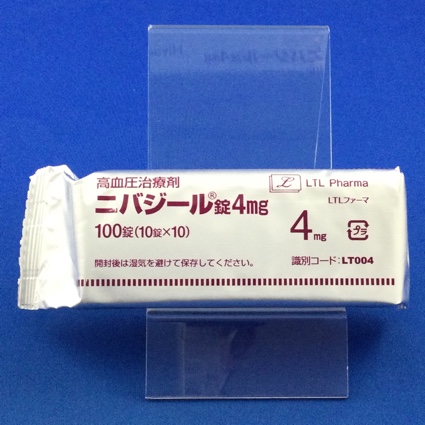 高血圧治療剤
ニバジール®錠4mg
100錠(10錠×10)
開封後は湿気を避けて保存してください。
L LTL Pharma
LTLファーマ
4mg
プラ
識別コード:LT004